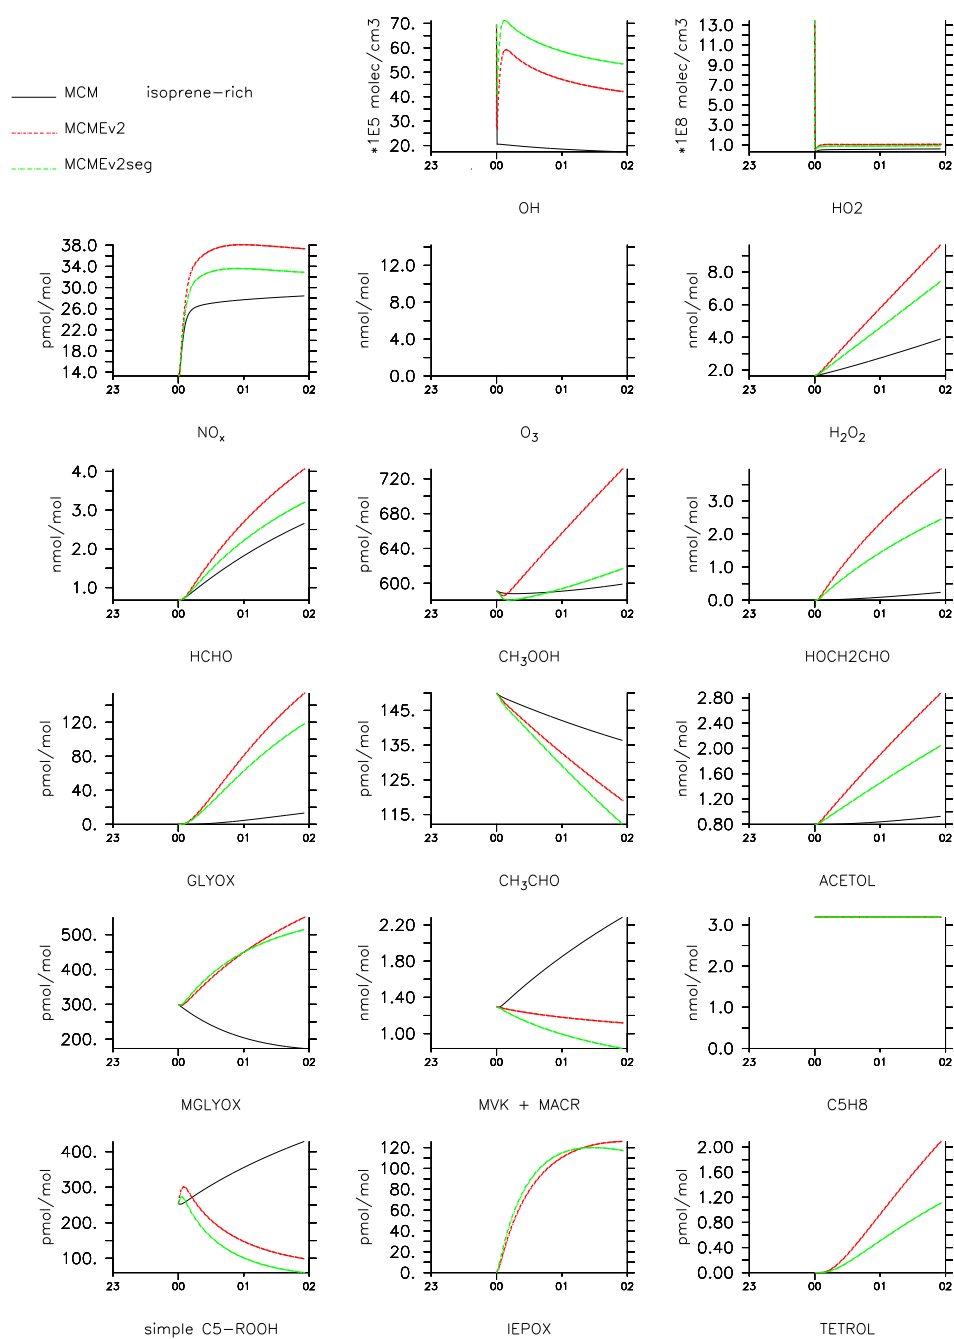 MCM isoprene-rich
MCMEv2
MCMEv2seg
*1E5 molec/cm3
70.
60.
50.
40.
30.
20.
23 00 01 02
OH
*1E8 molec/cm3
13.0
11.0
9.0
7.0
5.0
3.0
1.0
23 00 01 02
HO2
pmol/mol
38.0
34.0
30.0
26.0
22.0
18.0
14.0
23 00 01 02
NOx
nmol/mol
12.0
8.0
4.0
0.0
23 00 01 02
O3
nmol/mol
8.0
6.0
4.0
2.0
23 00 01 02
H2O2
nmol/mol
4.0
3.0
2.0
1.0
23 00 01 02
HCHO
pmol/mol
720.
680.
640.
600.
23 00 01 02
CH3OOH
nmol/mol
3.0
2.0
1.0
0.0
23 00 01 02
HOCH2CHO
pmol/mol
120.
80.
40.
0.
23 00 01 02
GLYOX
pmol/mol
145.
135.
125.
115.
23 00 01 02
CH3CHO
nmol/mol
2.80
2.40
2.00
1.60
1.20
0.80
23 00 01 02
ACETOL
pmol/mol
500.
400.
300.
200.
23 00 01 02
MGLYOX
nmol/mol
2.20
1.80
1.40
1.00
23 00 01 02
MVK + MACR
nmol/mol
3.0
2.0
1.0
0.0
23 00 01 02
C5H8
pmol/mol
400.
300.
200.
100.
23 00 01 02
simple C5-ROOH
pmol/mol
120.
100.
80.
60.
40.
20.
0.
23 00 01 02
IEPOX
nmol/mol
2.00
1.60
1.20
0.80
0.40
0.00
23 00 01 02
TETROL